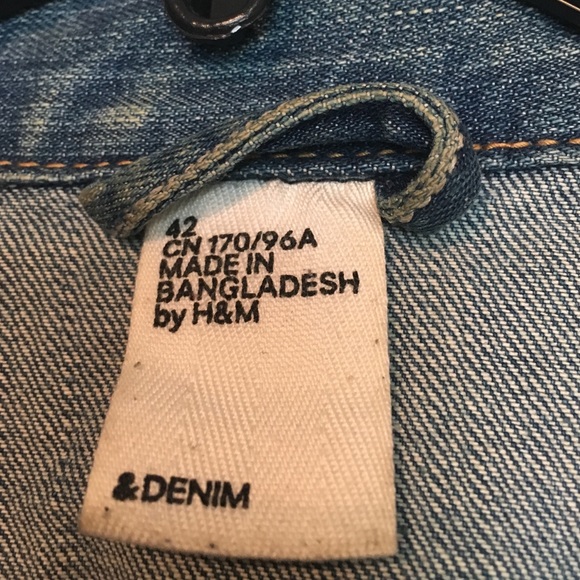 42
CN 170/96A
MADE IN
BANGLADESH
by H&M
&DENIM